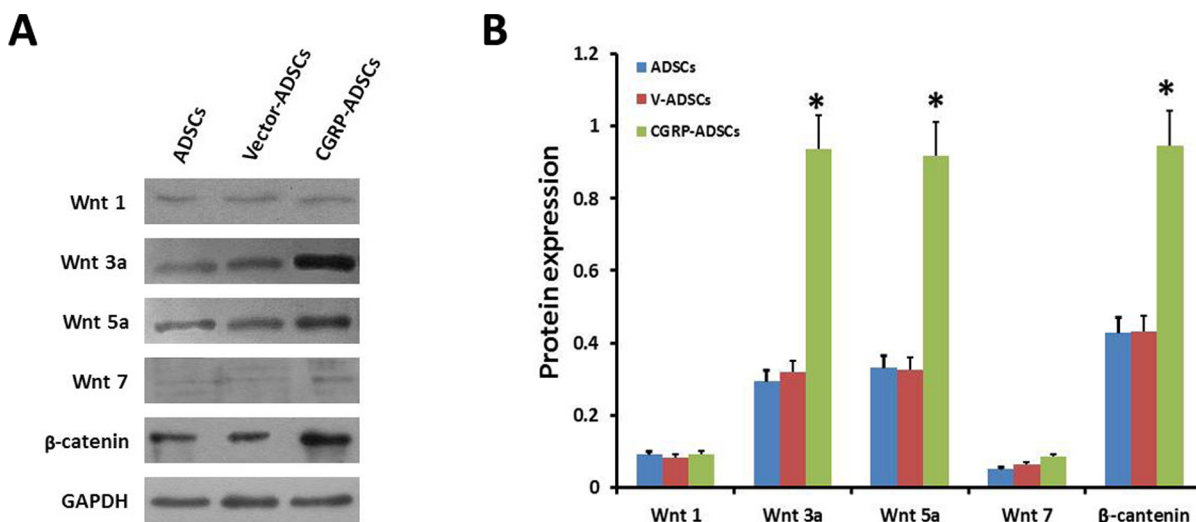 A
ADSCs
Vector-ADSCs
CGRP-ADSCs
Wnt 1
Wnt 3a
Wnt 5a
Wnt 7
β-catenin
GAPDH
B
Protein expression
1.2
1
0.8
0.6
0.4
0.2
0
ADSCs
V-ADSCs
CGRP-ADSCs
*
*
*
Wnt 1 Wnt 3a Wnt 5a Wnt 7 β-cantenin